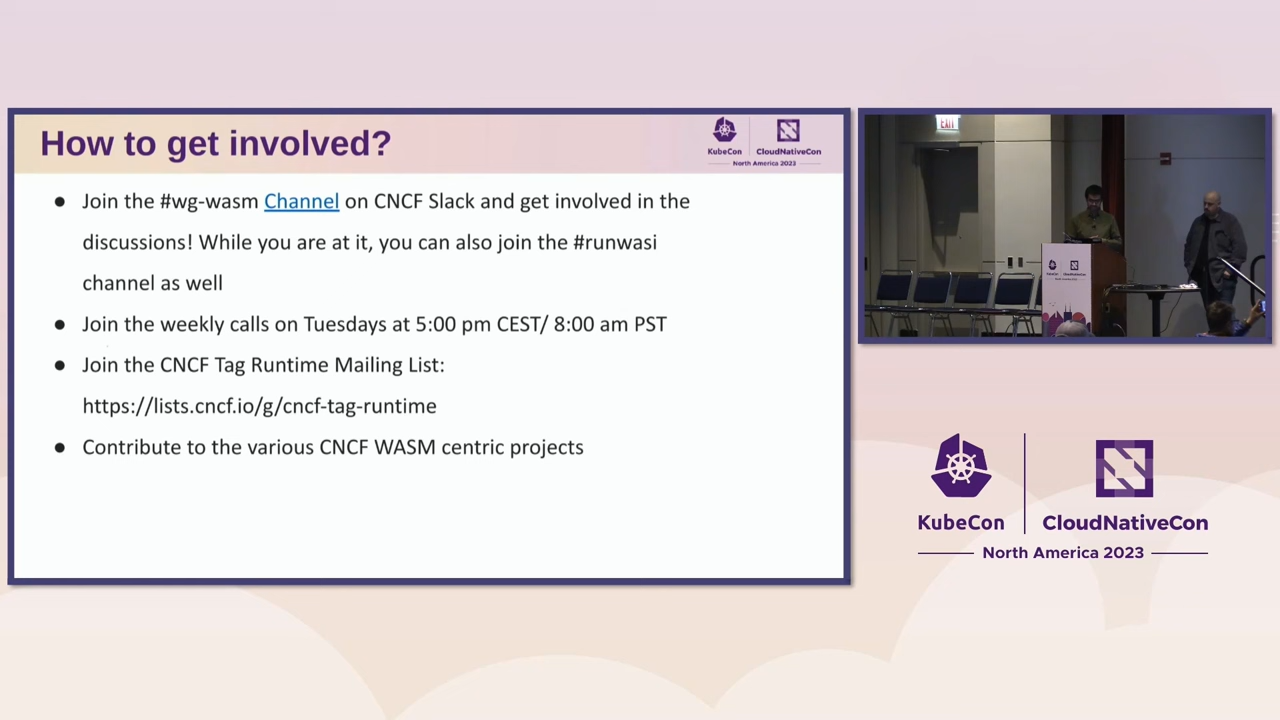 How to get involved?
KubeCon
CloudNativeCon
North America 2023
● Join the #wg-wasm Channel on CNCF Slack and get involved in the
discussions! While you are at it, you can also join the #runwasi
channel as well
● Join the weekly calls on Tuesdays at 5:00 pm CEST/ 8:00 am PST
● Join the CNCF Tag Runtime Mailing List:
https://lists.cncf.io/g/cncf-tag-runtime
● Contribute to the various CNCF WASM centric projects
EXIT
KubeCon
CloudNativeCon
North America 2023